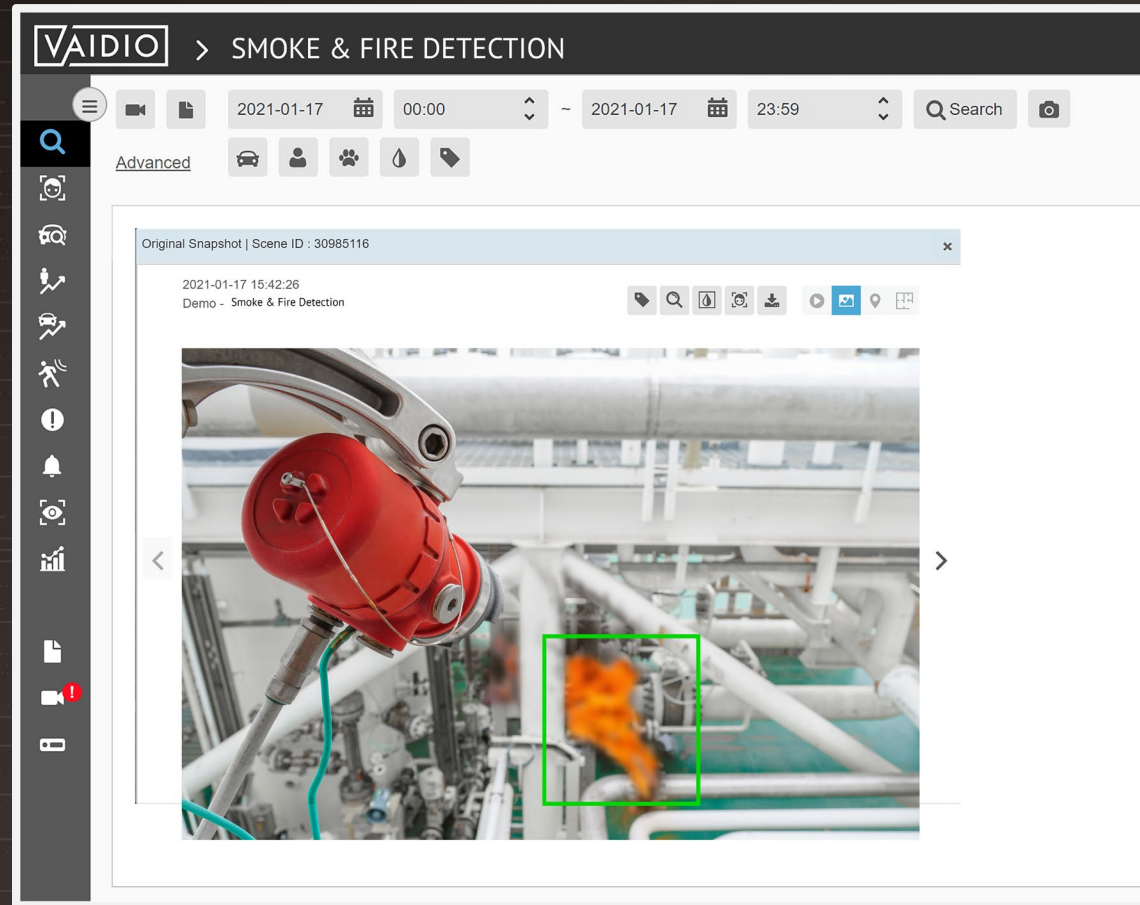 VAIDIO > SMOKE & FIRE DETECTION
2021-01-17 00:00 ~ 2021-01-17 23:59 Search
Advanced
Original Snapshot | Scene ID : 30985116 ×
2021-01-17 15:42:26
Demo - Smoke & Fire Detection
!